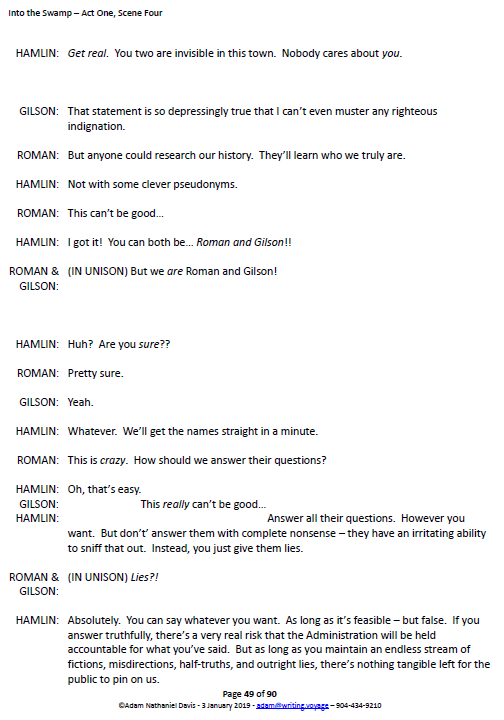 Into the Swamp – Act One, Scene Four
HAMLIN: Get real. You two are invisible in this town. Nobody cares about you.
GILSON: That statement is so depressingly true that I can't even muster any righteous
indignation.
ROMAN: But anyone could research our history. They'll learn who we truly are.
HAMLIN: Not with some clever pseudonyms.
ROMAN: This can't be good...
HAMLIN: I got it! You can both be... Roman and Gilson!!
ROMAN & (IN UNISON) But we are Roman and Gilson!
GILSON:
HAMLIN: Huh? Are you sure??
ROMAN: Pretty sure.
GILSON: Yeah.
HAMLIN: Whatever. We'll get the names straight in a minute.
ROMAN: This is crazy. How should we answer their questions?
HAMLIN: Oh, that's easy.
GILSON: This really can't be good...
HAMLIN: Answer all their questions. However you
want. But don't' answer them with complete nonsense – they have an irritating ability
to sniff that out. Instead, you just give them lies.
ROMAN & (IN UNISON) Lies?!
GILSON:
HAMLIN: Absolutely. You can say whatever you want. As long as it's feasible – but false. If you
answer truthfully, there's a very real risk that the Administration will be held
accountable for what you've said. But as long as you maintain an endless stream of
fictions, misdirections, half-truths, and outright lies, there's nothing tangible left for the
public to pin on us.
Page 49 of 90
©Adam Nathaniel Davis - 3 January 2019 - adam@writing.voyage – 904-434-9210